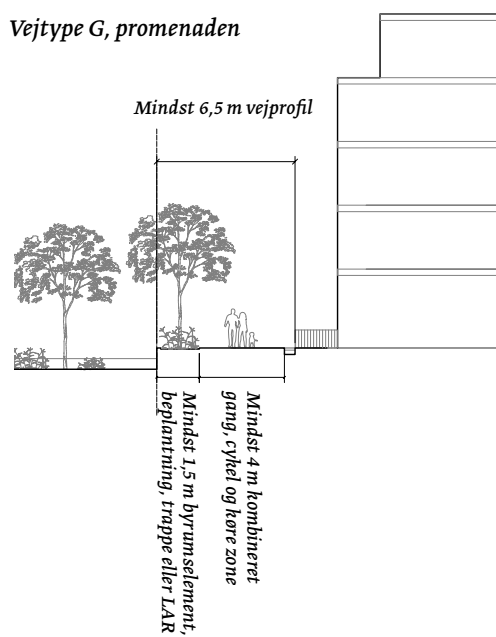 Vejtype G, promenaden
Mindst 6,5 m vejprofil
Mindst 1,5 m byrumselement,
beplantning, trappe eller LAR
Mindst 4 m kombineret
gang, cykel og køre zone